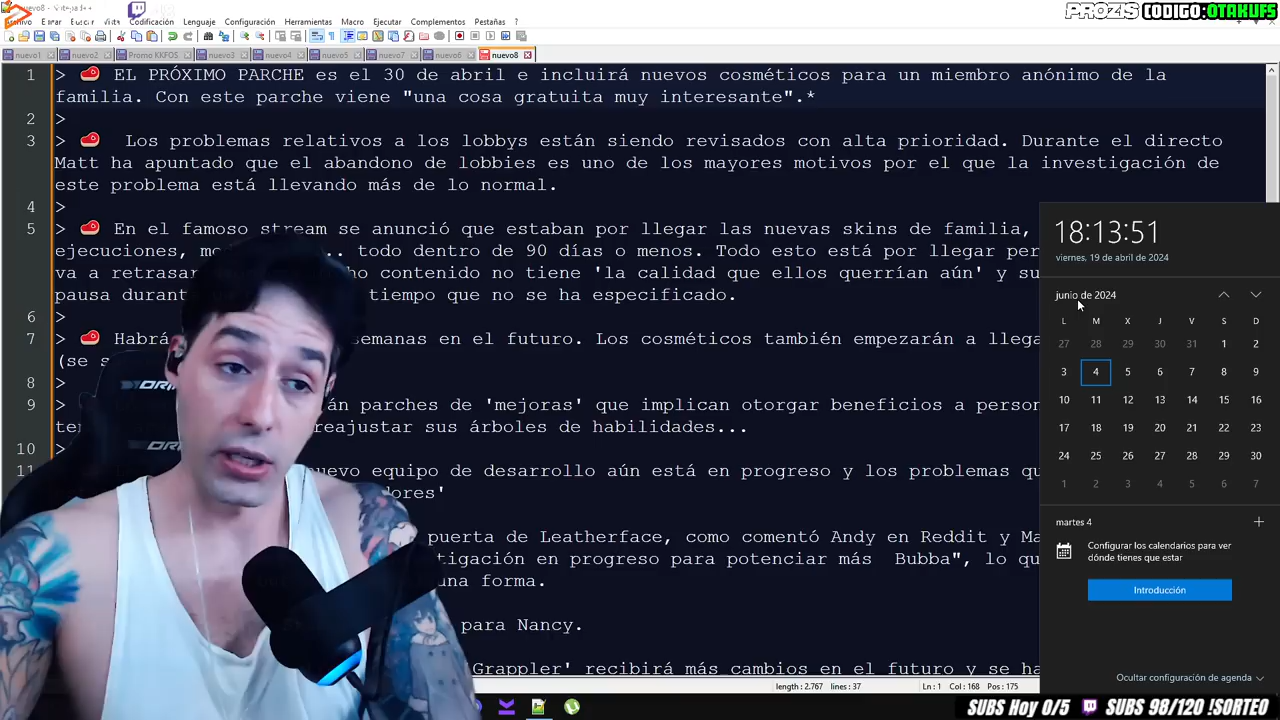 nuevo8 - Notepad++
PROZIS CODIGO:OTAKUFS
Archivo Editar Buscar Vista Codificación Lenguaje Configuración Herramientas Macro Ejecutar Complementos Pestañas ?
nuevo1 nuevo2 Promo KKFOS nuevo3 nuevo4 nuevo5 nuevo7 nuevo6 nuevo8
1 > EL PRÓXIMO PARCHE es el 30 de abril e incluirá nuevos cosméticos para un miembro anónimo de la
familia. Con este parche viene "una cosa gratuita muy interesante".*
2 >
3 > Los problemas relativos a los lobbys están siendo revisados con alta prioridad. Durante el directo
Matt ha apuntado que el abandono de lobbies es uno de los mayores motivos por el que la investigación de
este problema está llevando más de lo normal.
4 >
5 > En el famoso stream se anunció que estaban por llegar las nuevas skins de familia,
ejecuciones, .. todo dentro de 90 días o menos. Todo esto está por llegar
va a retrasar contenido no tiene 'la calidad que ellos querrían aún' y
pausa tiempo que no se ha especificado.
6 >
7 > Habrá semanas en el futuro. Los cosméticos también empezarán a
(se
8 >
9 > parches de 'mejoras' que implican otorgar beneficios a
reajustar sus árboles de habilidades...
10 >
11 nuevo equipo de desarrollo aún está en progreso y los problemas
puerta de Leatherface, como comentó Andy en Reddit y
en progreso para potenciar más Bubba", lo
una forma.
para Nancy.
Grappler' recibirá más cambios en el futuro y se
18:13:51
viernes, 19 de abril de 2024
junio de 2024
L M X J V S D
27 28 29 30 31 1 2
3 4 5 6 7 8 9
10 11 12 13 14 15 16
17 18 19 20 21 22 23
24 25 26 27 28 29 30
1 2 3 4 5 6 7
martes 4
Configurar los calendarios para ver
dónde tienes que estar
Introducción
Ocultar configuración de agenda
length : 2.767 lines : 37 Ln : 1 Col : 168 Pos : 175
SUBS Hoy 0/5 SUBS 98/120 !SORTEO